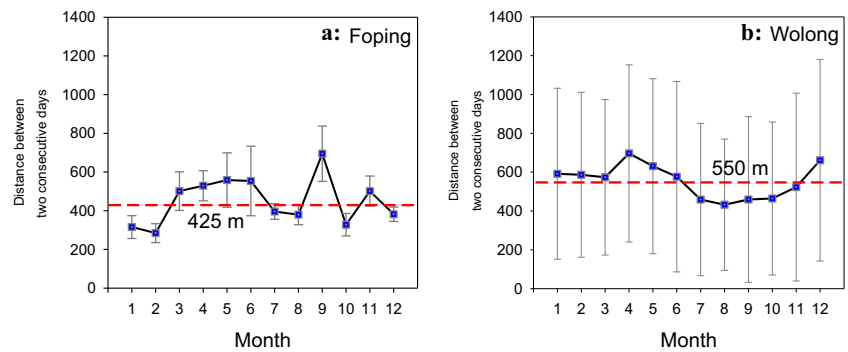 a: Foping
1400
1200
1000
800
600
400
200
0
Distance between
two consecutive days
425 m
1 2 3 4 5 6 7 8 9 10 11 12
Month
b: Wolong
1400
1200
1000
800
600
400
200
0
Distance between
two consecutive days
550 m
1 2 3 4 5 6 7 8 9 10 11 12
Month